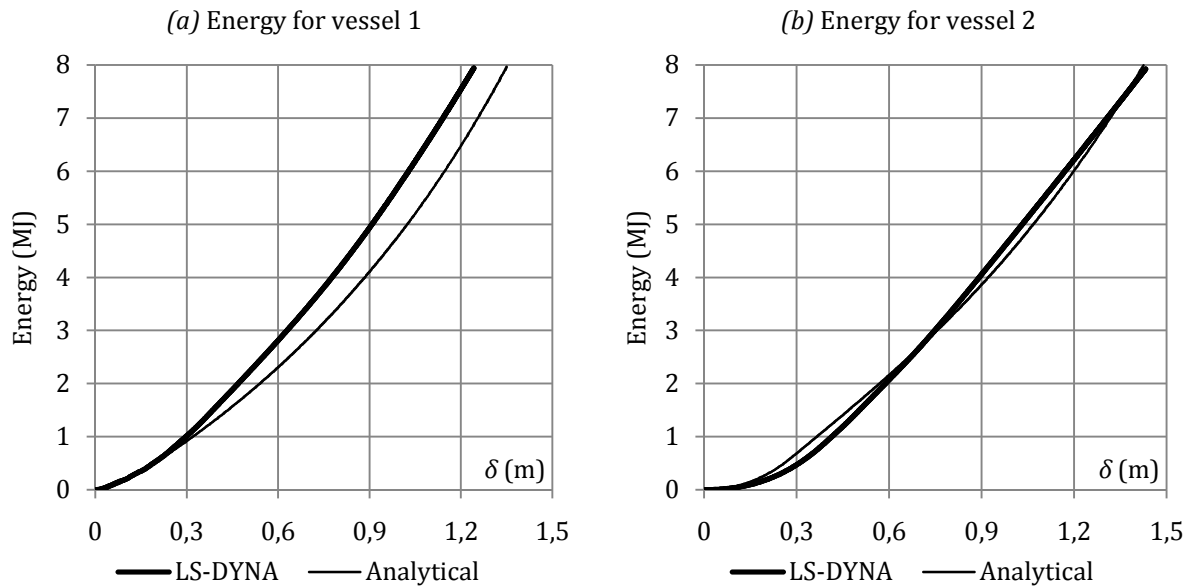 (a) Energy for vessel 1
8
7
6
5
4
3
2
1
0
Energy (MJ)
δ (m)
0 0,3 0,6 0,9 1,2 1,5
LS-DYNA Analytical
(b) Energy for vessel 2
8
7
6
5
4
3
2
1
0
Energy (MJ)
δ (m)
0 0,3 0,6 0,9 1,2 1,5
LS-DYNA Analytical